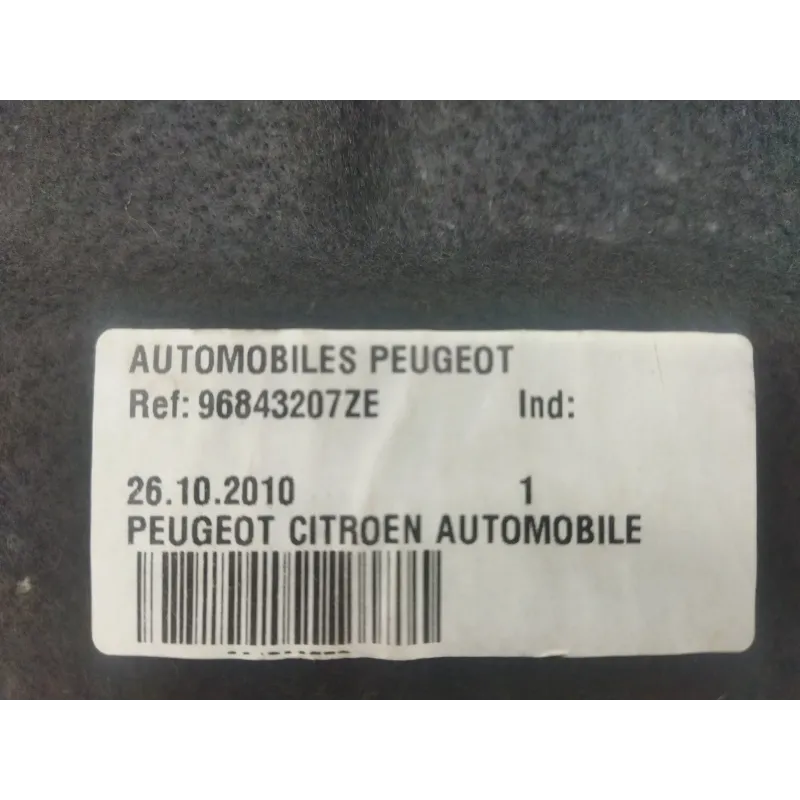 AUTOMOBILES PEUGEOT
Ref: 96843207ZE Ind:
26.10.2010 1
PEUGEOT CITROEN AUTOMOBILE